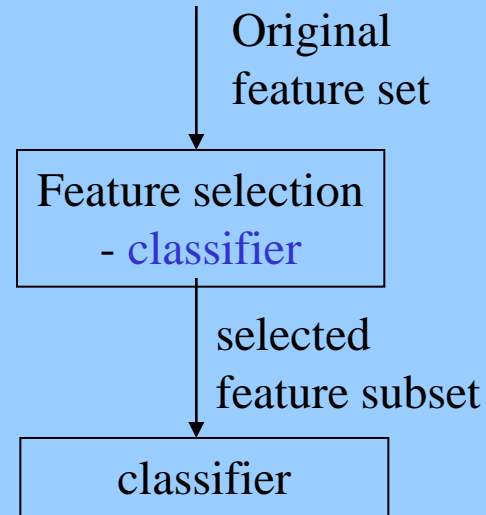 Original
feature set
Feature selection
- classifier
selected
feature subset
classifier